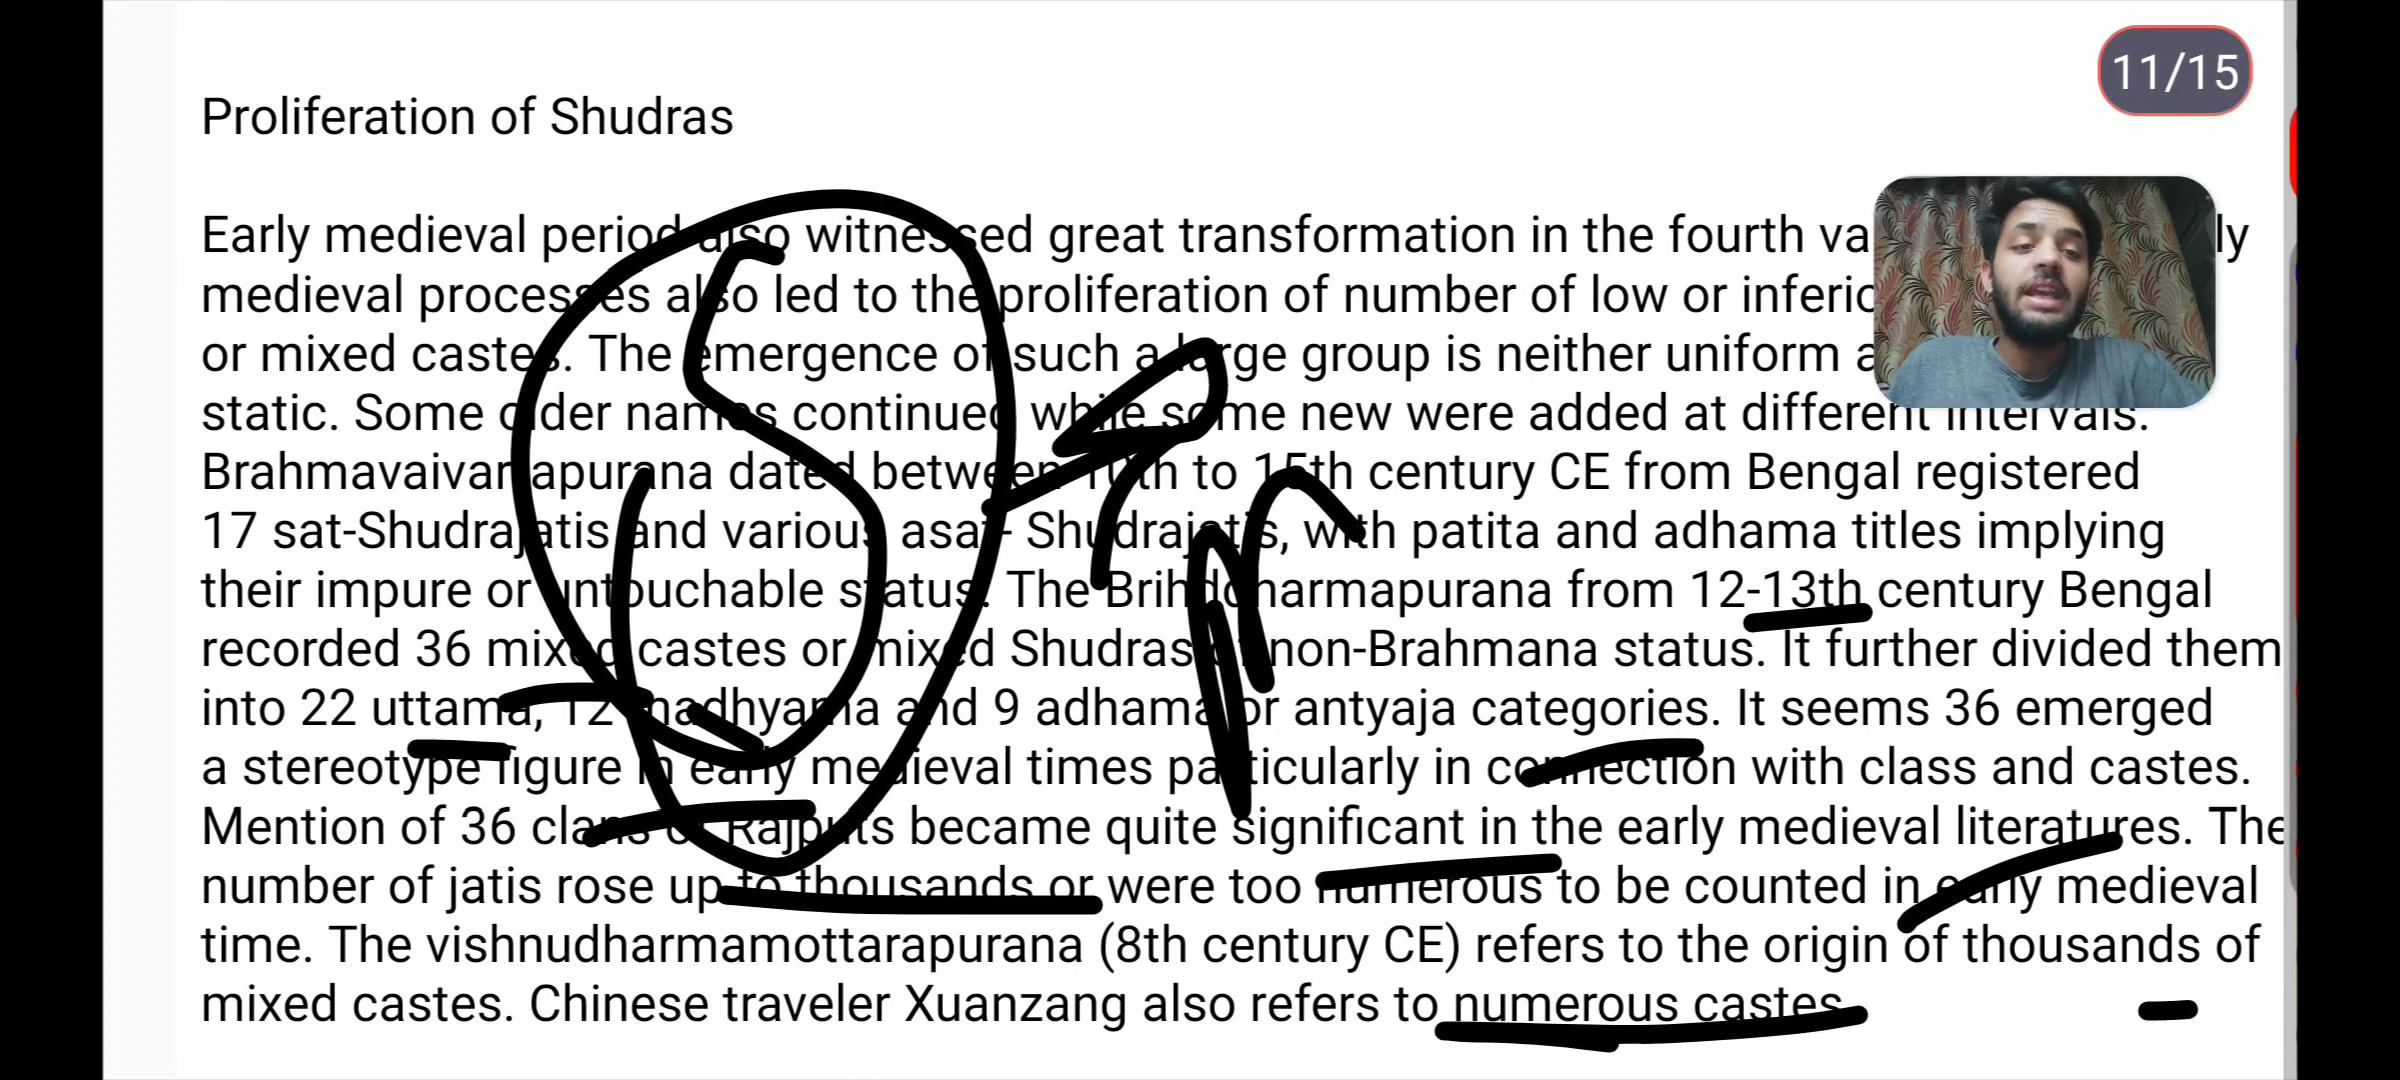 11/15
Proliferation of Shudras
Early medieval period also witnessed great transformation in the fourth ly
medieval processes also led to the proliferation of number of low or
or mixed castes. The emergence of such a large group is neither uniform
static. Some older names continued while some new were added at different intervals.
dated between 10th to 15th century CE from Bengal registered
17 sat-Shudrajatis and various asat- Shudrajatis, with patita and adhama titles implying
their impure or untouchable status. The from 12-13th century Bengal
recorded 36 mixed castes or mixed Shudras non-Brahmana status. It further divided them
into 22 uttama, 12 madhyama and 9 adhama or antyaja categories. It seems 36 emerged
a stereotype figure in early medieval times particularly in connection with class and castes.
Mention of 36 clans of Rajputs became quite significant in the early medieval literatures. The
number of jatis rose up to thousands or were too numerous to be counted in early medieval
time. The vishnudharmamottarapurana (8th century CE) refers to the origin of thousands of
mixed castes. Chinese traveler Xuanzang also refers to numerous castes